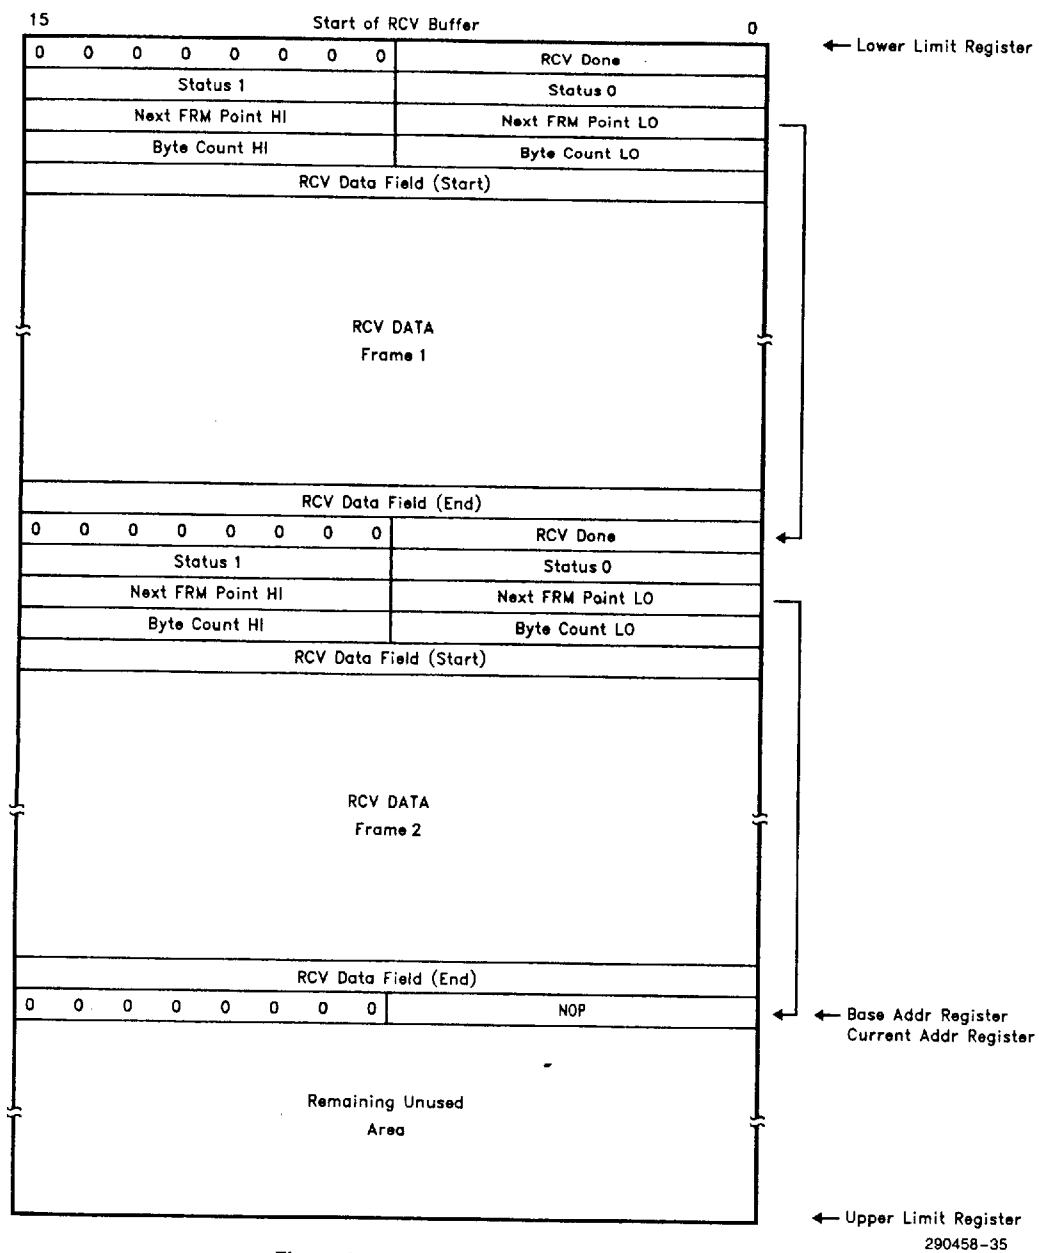 15 Start of RCV Buffer 0
← Lower Limit Register
0 0 0 0 0 0 0 0 RCV Done
Status 1 Status 0
Next FRM Point HI Next FRM Point LO
Byte Count HI Byte Count LO
RCV Data Field (Start)
RCV DATA
Frame 1
RCV Data Field (End)
0 0 0 0 0 0 0 0 RCV Done
Status 1 Status 0
Next FRM Point HI Next FRM Point LO
Byte Count HI Byte Count LO
RCV Data Field (Start)
RCV DATA
Frame 2
RCV Data Field (End)
0 0 0 0 0 0 0 0 NOP
← Base Addr Register
Current Addr Register
Remaining Unused
Area
← Upper Limit Register
290458-35